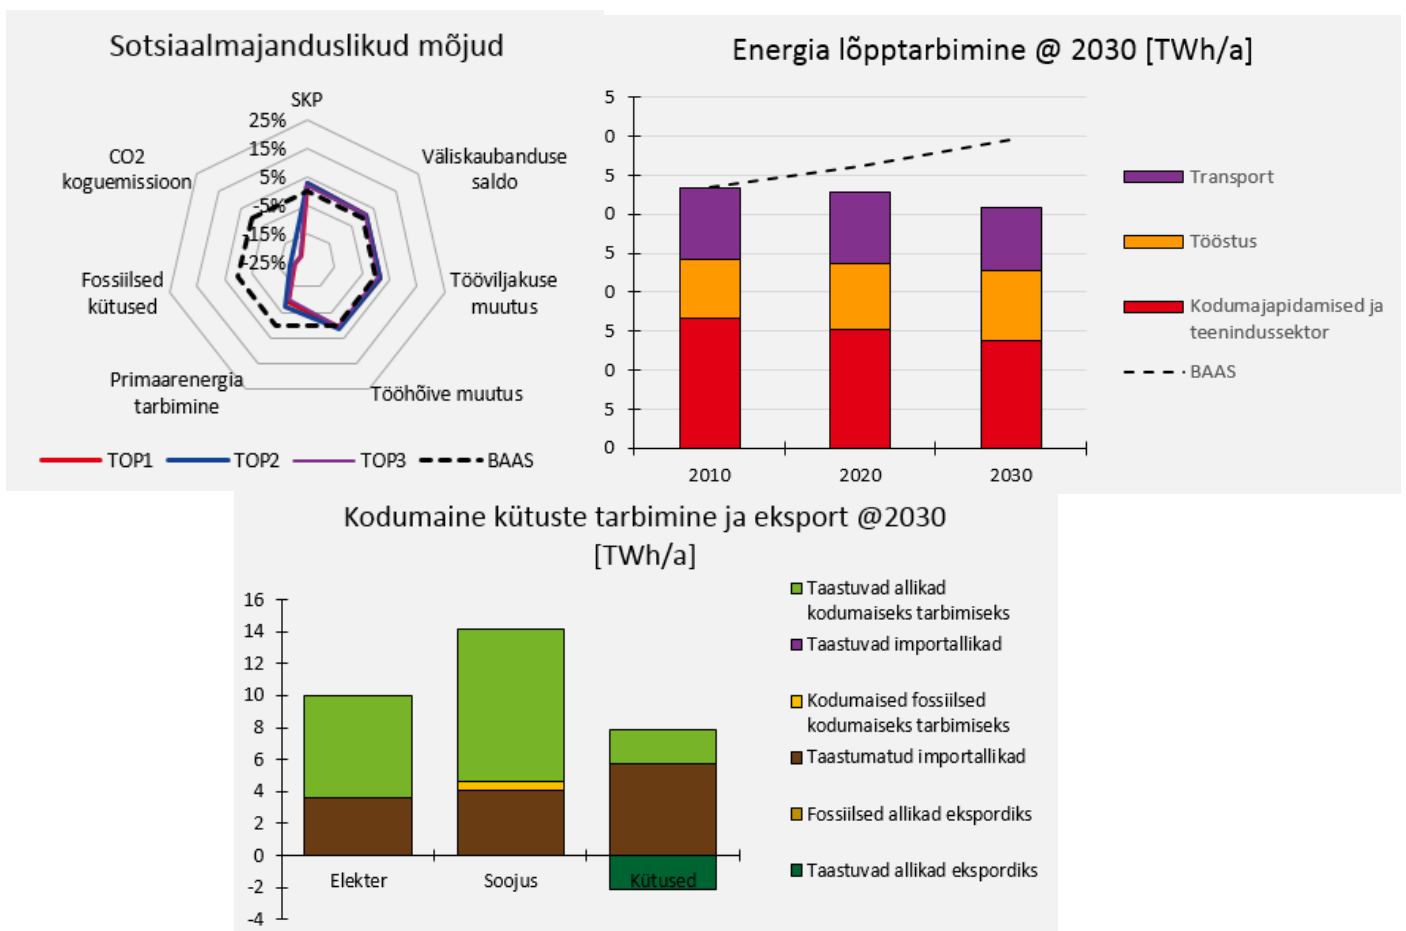 Sotsiaalmajanduslikud mõjud
SKP
25%
15%
5%
-5%
-15%
-25%
Väliskaubanduse
saldo
Tööviljakuse
muutus
Tööhõive muutus
Primaarenergia
tarbimine
Fossiilsed
kütused
CO2
koguemissioon
TOP1
TOP2
TOP3
BAAS
Energia lõpptarbimine @ 2030 [TWh/a]
5
0
5
0
5
0
5
0
5
0
2010
2020
2030
Transport
Tööstus
Kodumajapidamised ja
teenindussektor
BAAS
Kodumaine kütuste tarbimine ja eksport @2030
[TWh/a]
16
14
12
10
8
6
4
2
0
-2
-4
Elekter
Soojus
Kütused
Taastuvad allikad
kodumaiseks tarbimiseks
Taastuvad importallikad
Kodumaised fossiilsed
kodumaiseks tarbimiseks
Taastumatud importallikad
Fossiilsed allikad ekspordiks
Taastuvad allikad ekspordiks